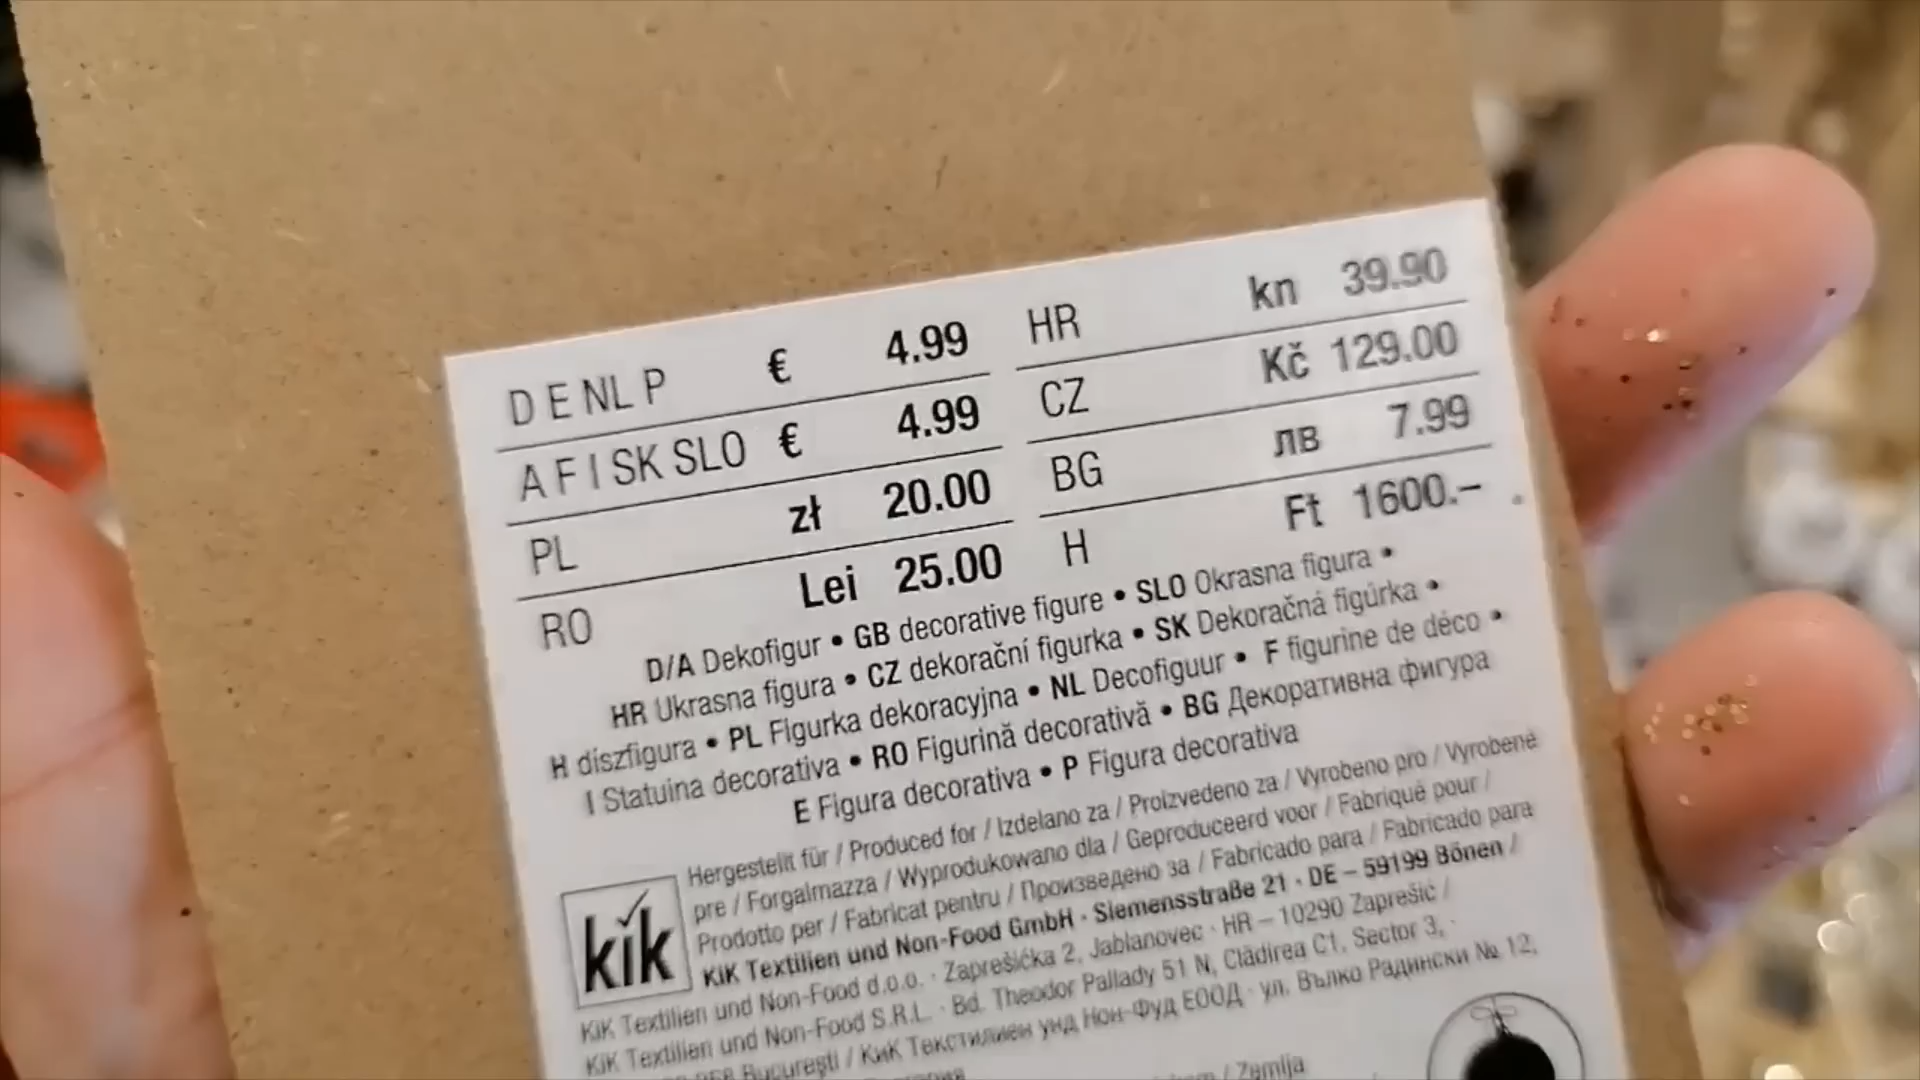 D E NL P € 4.99
A F I SK SLO € 4.99
PL zł 20.00
RO Lei 25.00
HR kn 39.90
CZ Kč 129.00
BG лв 7.99
H Ft 1600.–
D/A Dekofigur • GB decorative figure • SLO Okrasna figura •
HR Ukrasna figura • CZ dekorační figurka • SK Dekoračná figúrka •
H díszfigura • PL Figurka dekoracyjna • NL Decofiguur • F figurine de déco •
I Statuina decorativa • RO Figurină decorativă • BG Декоративна фигура
E Figura decorativa • P Figura decorativa
Hergestellt für / Produced for / Izdelano za / Proizvedeno za / Vyrobeno pro / Vyrobené
pre / Forgalmazza / Wyprodukowano dla / Geproduceerd voor / Fabriqué pour /
Prodotto per / Fabricat pentru / Произведено за / Fabricado para / Fabricado para
kik
KiK Textilien und Non-Food GmbH · Siemensstraße 21 · DE – 59199 Bönen /
KiK Textilien und Non-Food d.o.o. · Zaprešićka 2, Jablanovec · HR – 10290 Zaprešić /
KiK Textilien und Non-Food S.R.L. · Bd. Theodor Pallady 51 N, Clădirea C1, Sector 3,
București / КиК Текстилиен унд Нон-Фуд ЕООД · ул. Вълко Радински № 12,
/ Zemlja